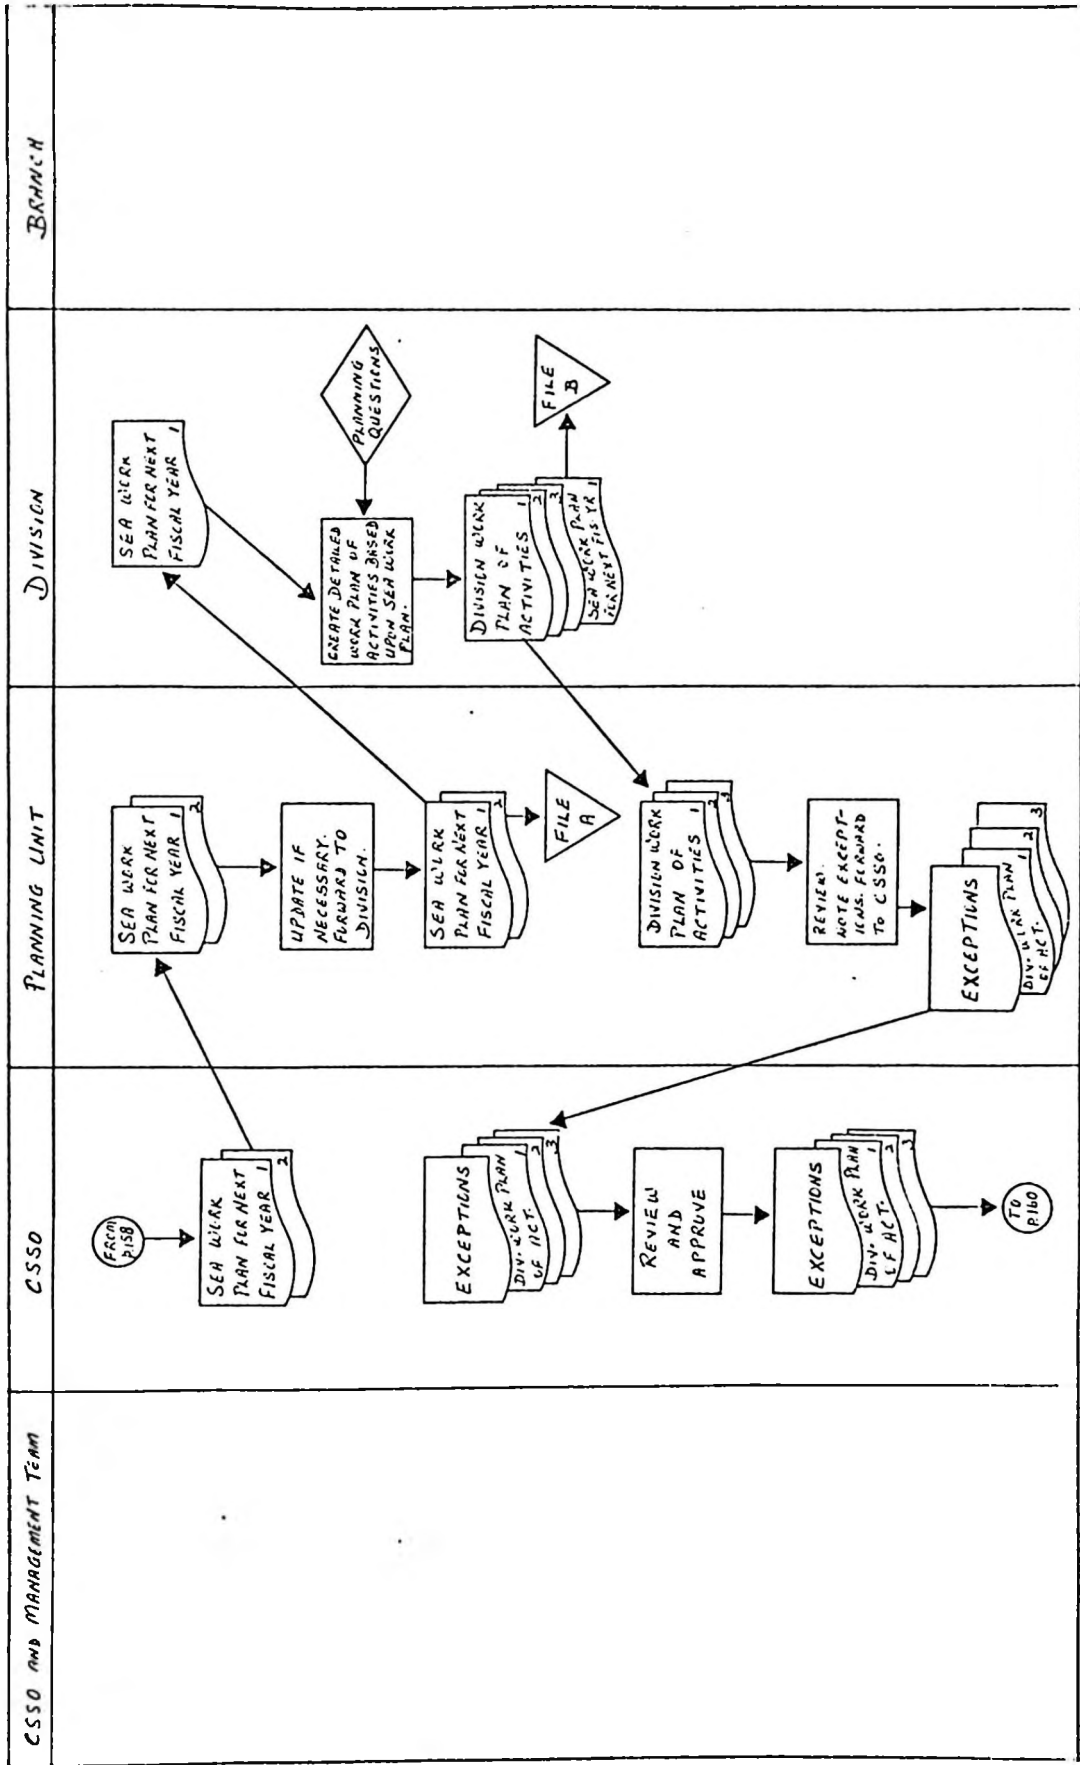 CSSO AND MANAGEMENT TEAM
CSSO
PLANNING UNIT
DIVISION
BRANCH
FROM
P.158
SEA WORK
PLAN FOR NEXT
FISCAL YEAR 1
2
EXCEPTIONS
DIV. WORK PLAN
OF ACT. 1
2
3
REVIEW
AND
APPROVE
EXCEPTIONS
DIV. WORK PLAN
OF ACT. 1
2
3
TO
P.160
SEA WORK
PLAN FOR NEXT
FISCAL YEAR 1
2
UPDATE IF
NECESSARY.
FORWARD TO
DIVISION.
SEA WORK
PLAN FOR NEXT
FISCAL YEAR 1
2
FILE
A
DIVISION WORK
PLAN OF
ACTIVITIES 1
2
3
REVIEW.
NOTE EXCEPT-
IONS. FORWARD
TO CSSO.
EXCEPTIONS
DIV. WORK PLAN
OF ACT. 1
2
3
SEA WORK
PLAN FOR NEXT
FISCAL YEAR 1
PLANNING
QUESTIONS
CREATE DETAILED
WORK PLAN OF
ACTIVITIES BASED
UPON SEA WORK
PLAN.
DIVISION WORK
PLAN OF
ACTIVITIES 1
2
3
SEA WORK PLAN
FOR NEXT FIS. YR 1
FILE
B